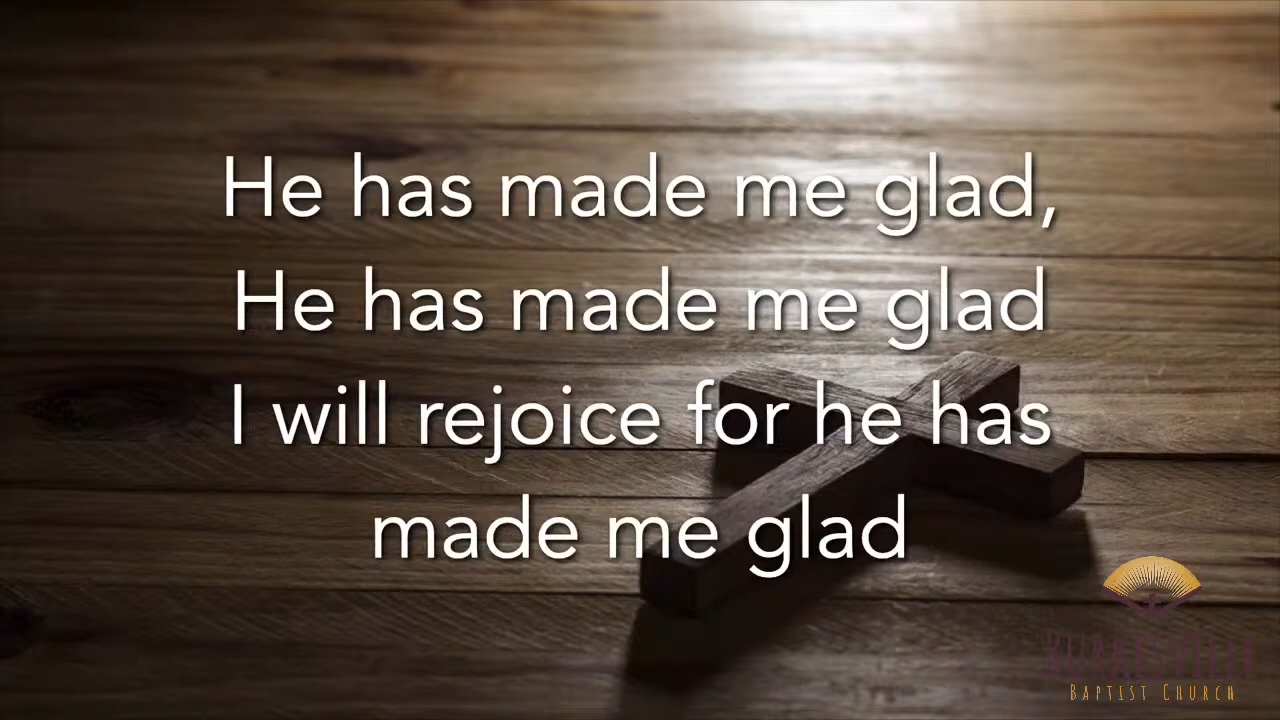 He has made me glad,
He has made me glad
I will rejoice for he has
made me glad
Baptist Church